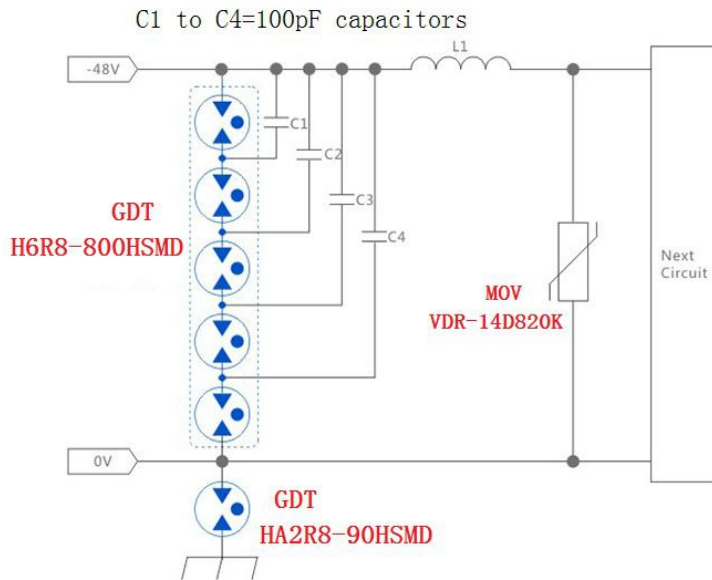 C1 to C4=100pF capacitors
L1
-48V
C1
C2
GDT
H6R8-800HSMD
C3
C4
Next
Circuit
MOV
VDR-14D820K
0V
GDT
HA2R8-90HSMD